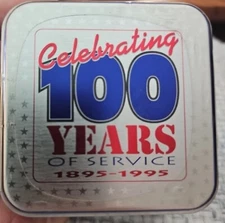 Celebrating
100
YEARS
OF SERVICE
1895-1995